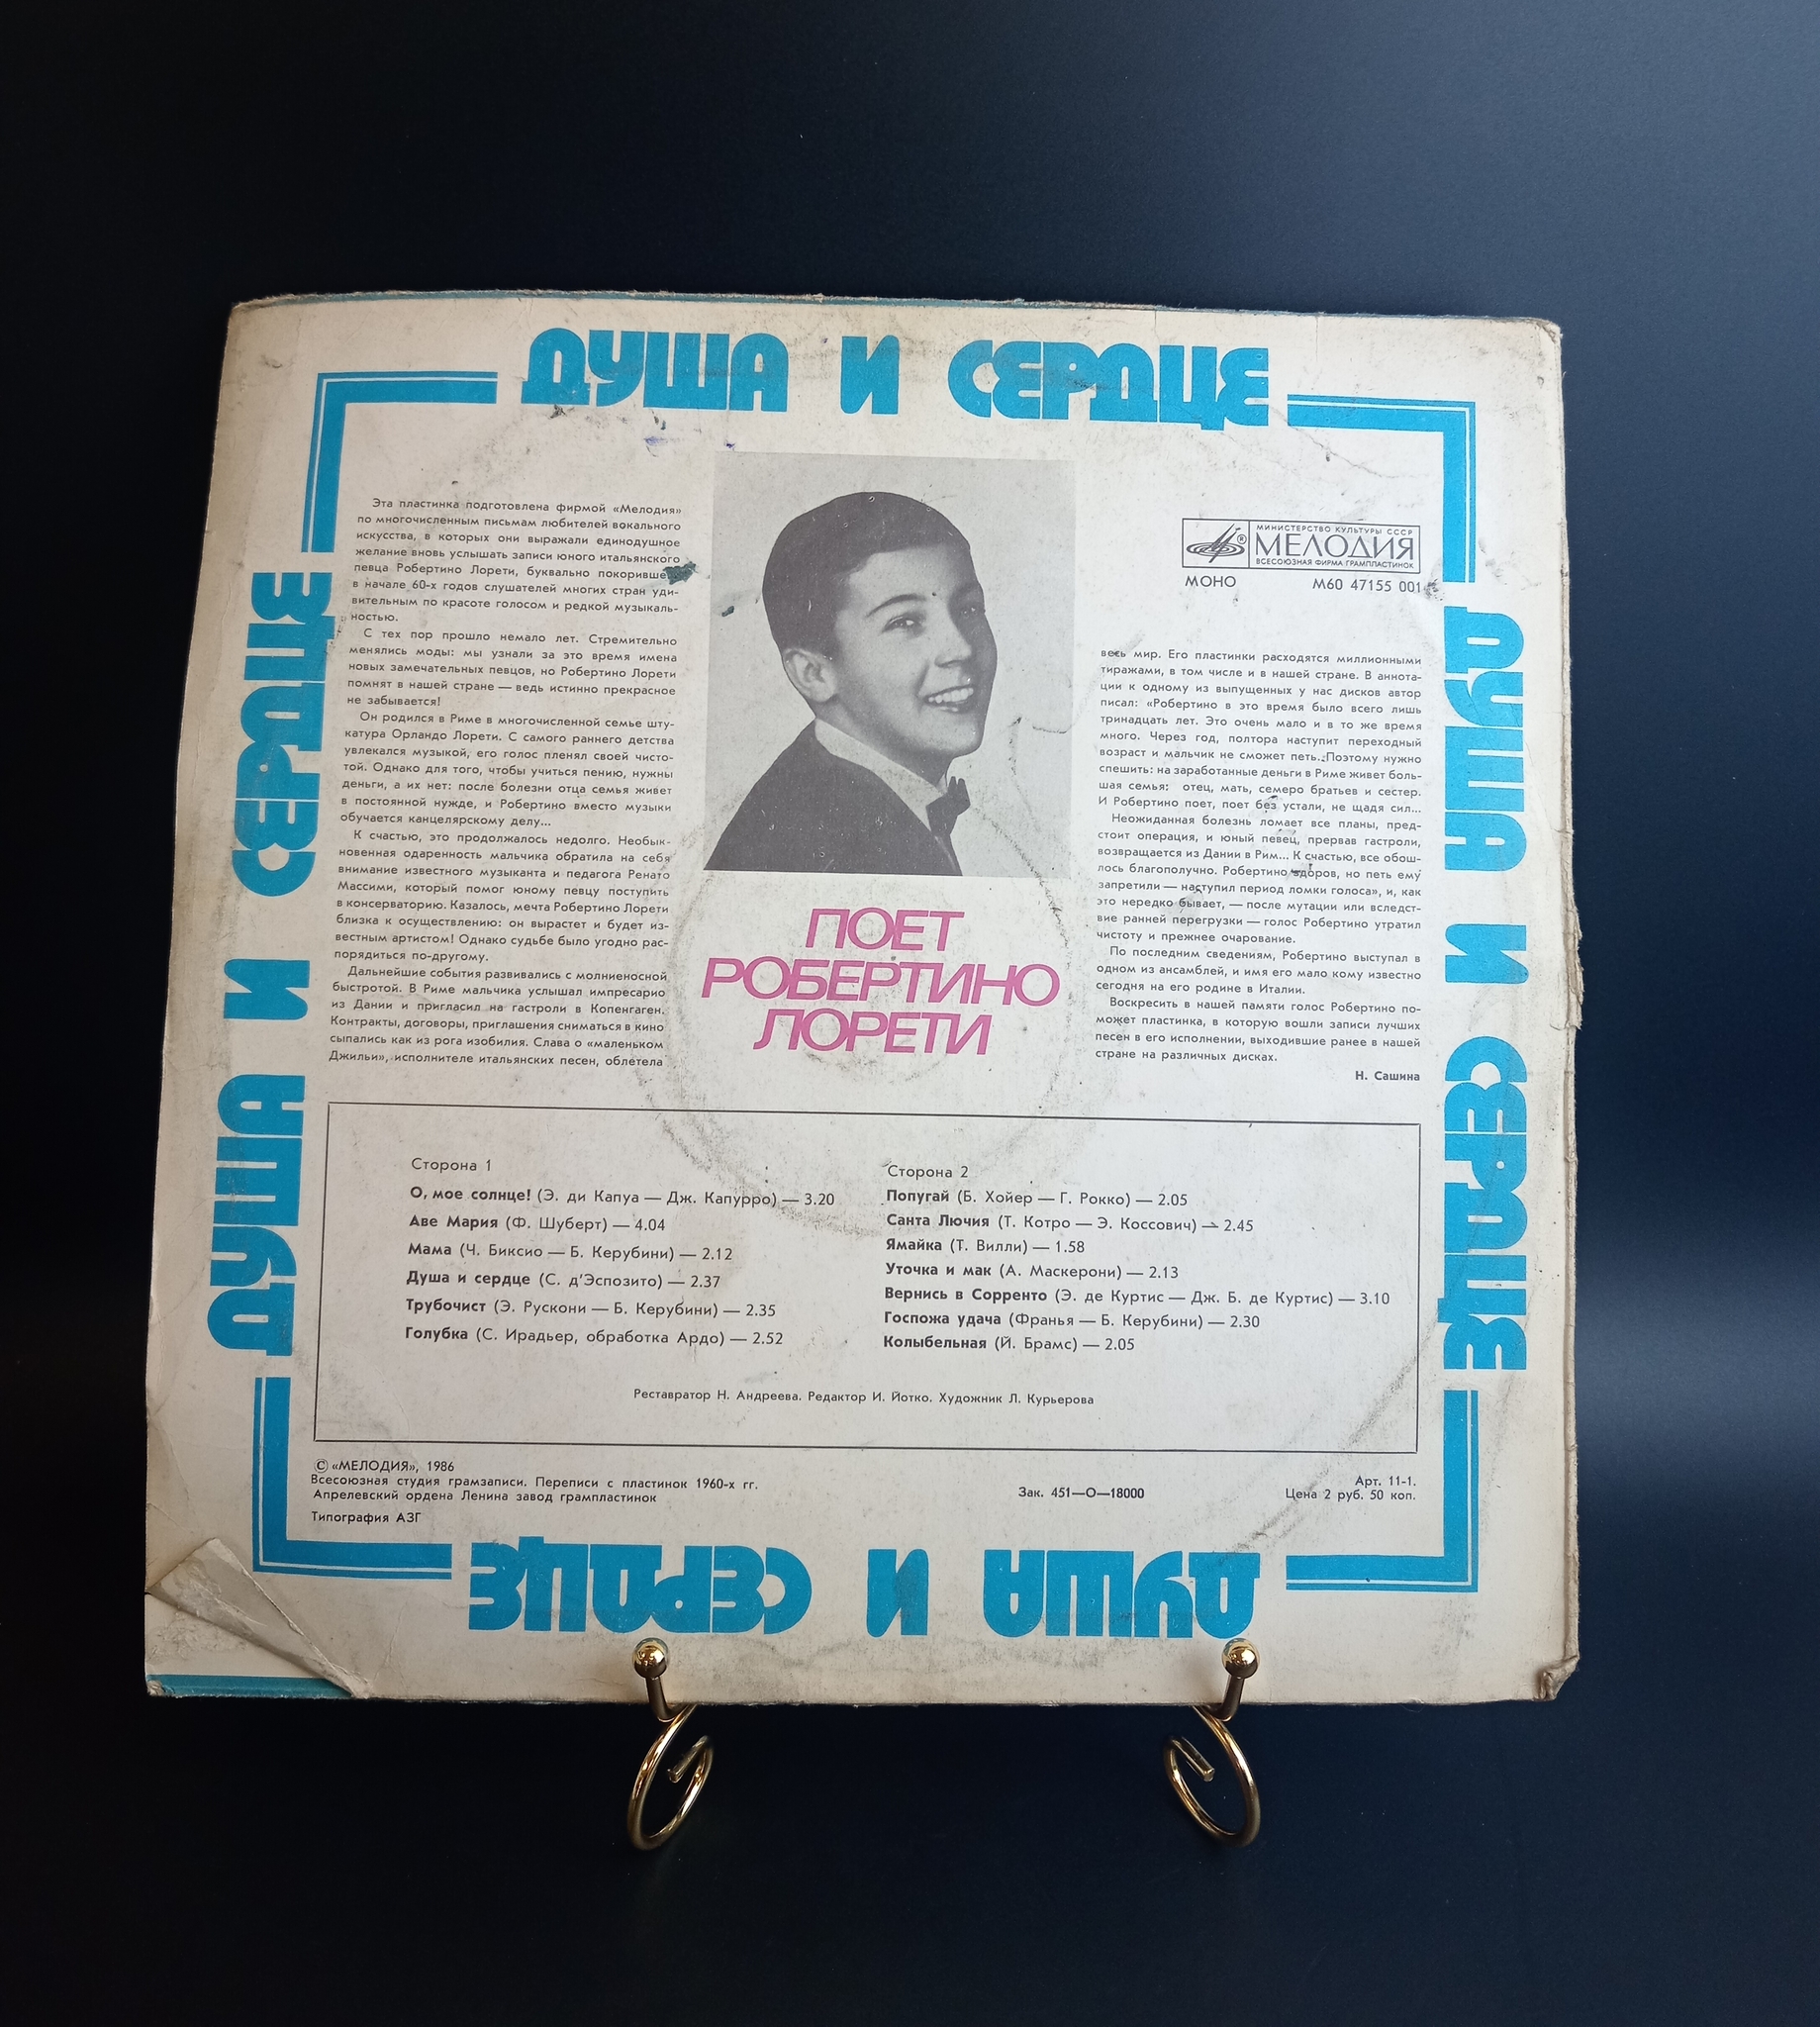 ДУША И СЕРДЦЕ
ДУША И СЕРДЦЕ
ДУША И СЕРДЦЕ
Эта пластинка подготовлена фирмой «Мелодия»
по многочисленным письмам любителей вокального
искусства, в которых они выражали единодушное
желание вновь услышать записи юного итальянского
певца Робертино Лорети, буквально
в начале 60-х годов слушателей многих стран уди-
вительным по красоте голосом и редкой музыкаль-
ностью.
С тех пор прошло немало лет. Стремительно
менялись моды: мы узнали за это время имена
новых замечательных певцов, но Робертино Лорети
помнят в нашей стране — ведь истинно прекрасное
не забывается!
Он родился в Риме в многочисленной семье шту-
катура Орландо Лорети. С самого раннего детства
увлекался музыкой, его голос пленял своей чисто-
той. Однако для того, чтобы учиться пению, нужны
деньги, а их нет: после болезни отца семья живет
в постоянной нужде, и Робертино вместо музыки
обучается канцелярскому делу...
К счастью, это продолжалось недолго. Необык-
новенная одаренность мальчика обратила на себя
внимание известного музыканта и педагога Ренато
Массими, который помог юному певцу поступить
в консерваторию. Казалось, мечта Робертино Лорети
близка к осуществлению: он вырастет и будет из-
вестным артистом! Однако судьбе было угодно рас-
порядиться по-другому.
Дальнейшие события развивались с молниеносной
быстротой. В Риме мальчика услышал импресарио
из Дании и пригласил на гастроли в Копенгаген.
Контракты, договоры, приглашения сниматься в кино
сыпались как из рога изобилия. Слава о «маленьком
Джильи», исполнителе итальянских песен, облетела
ПОЕТ
РОБЕРТИНО
ЛОРЕТИ
МИНИСТЕРСТВО КУЛЬТУРЫ СССР
МЕЛОДИЯ
ВСЕСОЮЗНАЯ ФИРМА ГРАМПЛАСТИНОК
МОНО М60 47155 001
весь мир. Его пластинки расходятся миллионными
тиражами, в том числе и в нашей стране. В аннота-
ции к одному из выпущенных у нас дисков автор
писал: «Робертино в это время было всего лишь
тринадцать лет. Это очень мало и в то же время
много. Через год, полтора наступит переходный
возраст и мальчик не сможет петь. Поэтому нужно
спешить: на заработанные деньги в Риме живет боль-
шая семья: отец, мать, семеро братьев и сестер.
И Робертино поет, поет без устали, не щадя сил...
Неожиданная болезнь ломает все планы, пред-
стоит операция, и юный певец, прервав гастроли,
возвращается из Дании в Рим... К счастью, все обош-
лось благополучно. Робертино здоров, но петь ему
запретили — наступил период ломки голоса», и, как
это нередко бывает, — после мутации или вследст-
вие ранней перегрузки — голос Робертино утратил
чистоту и прежнее очарование.
По последним сведениям, Робертино выступал в
одном из ансамблей, и имя его мало кому известно
сегодня на его родине в Италии.
Воскресить в нашей памяти голос Робертино по-
может пластинка, в которую вошли записи лучших
песен в его исполнении, выходившие ранее в нашей
стране на различных дисках.
Н. Сашина
Сторона 1
О, мое солнце! (Э. ди Капуа — Дж. Капурро) — 3.20
Аве Мария (Ф. Шуберт) — 4.04
Мама (Ч. Биксио — Б. Керубини) — 2.12
Душа и сердце (С. д'Эспозито) — 2.37
Трубочист (Э. Рускони — Б. Керубини) — 2.35
Голубка (С. Ирадьер, обработка Ардо) — 2.52
Сторона 2
Попугай (Б. Хойер — Г. Рокко) — 2.05
Санта Лючия (Т. Котро — Э. Коссович) — 2.45
Ямайка (Т. Вилли) — 1.58
Уточка и мак (А. Маскерони) — 2.13
Вернись в Сорренто (Э. де Куртис — Дж. Б. де Куртис) — 3.10
Госпожа удача (Франья — Б. Керубини) — 2.30
Колыбельная (Й. Брамс) — 2.05
Реставратор Н. Андреева. Редактор И. Йотко. Художник Л. Курьерова
© «МЕЛОДИЯ», 1986
Всесоюзная студия грамзаписи. Переписи с пластинок 1960-х гг.
Апрелевский ордена Ленина завод грампластинок
Типография АЗГ
Зак. 451—О—18000
Арт. 11-1.
Цена 2 руб. 50 коп.
ДУША И СЕРДЦЕ